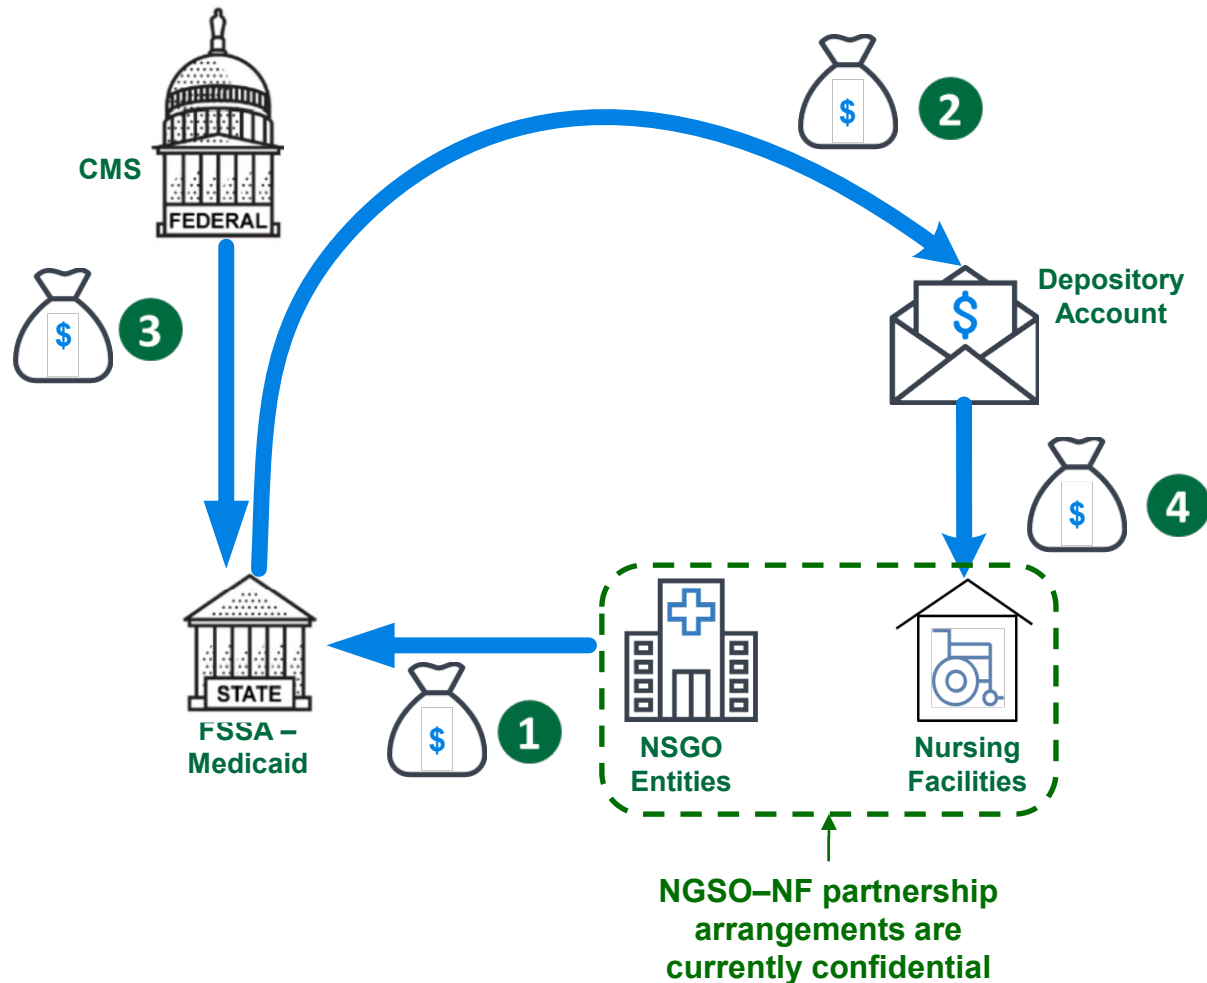 $
2
CMS
FEDERAL
Depository
Account
$
$
3
$
4
STATE
FSSA –
Medicaid
$
1
NSGO
Entities
Nursing
Facilities
NGSO–NF partnership
arrangements are
currently confidential